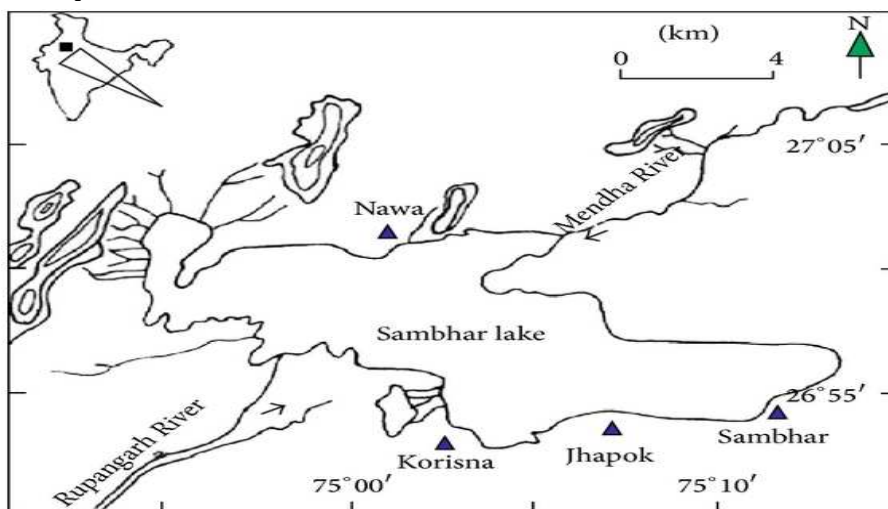 (km)
N
0 4
27°05′
Mendha River
Nawa
Sambhar lake
26°55′
Rupangarh River
Korisna
Jhapok
Sambhar
75°00′
75°10′